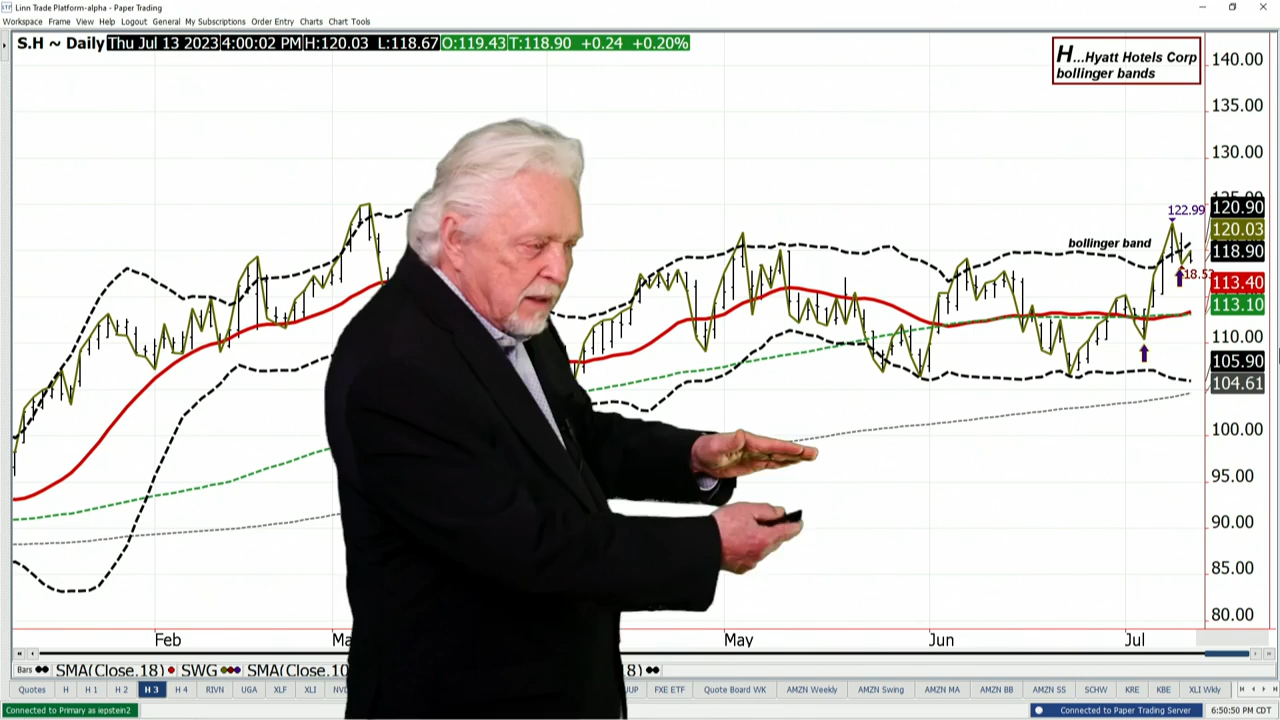 Linn Trade Platform-alpha - Paper Trading
Workspace Frame View Help Logout General My Subscriptions Order Entry Charts Chart Tools
S.H ~ Daily Thu Jul 13 2023 4:00:02 PM H:120.03 L:118.67 O:119.43 T:118.90 +0.24 +0.20%
H...Hyatt Hotels Corp
bollinger bands
140.00
135.00
130.00
125.00
122.99
120.90
120.03
bollinger band
118.90
113.40
113.10
110.00
105.90
104.61
100.00
95.00
90.00
85.00
80.00
Feb May Jun Jul
Bars SMA(Close,18) SWG
Quotes H H 1 H 2 H 3 H 4 RIVN UGA XLF XLI FXE ETF Quote Board WK AMZN Weekly AMZN Swing AMZN MA AMZN BB AMZN SS SCHW KRE KBE XLI Wkly
Connected to Primary as iepstein2 Connected to Paper Trading Server 6:50:50 PM CDT